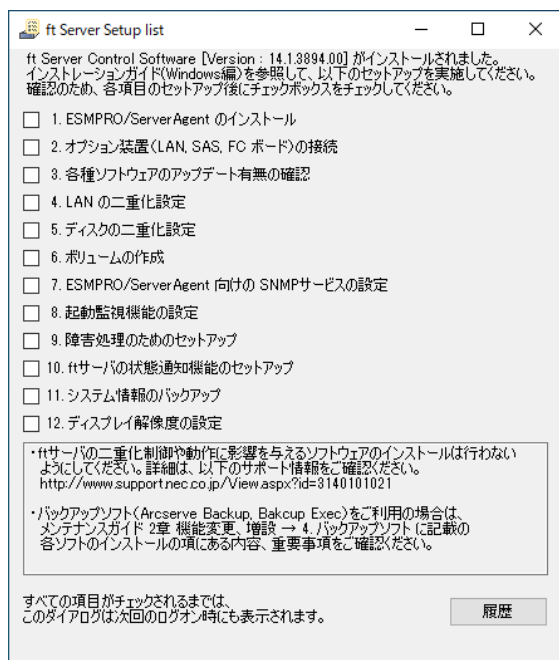 ft Server Setup list
ft Server Control Software [Version : 14.1.3894.00] がインストールされました。
インストレーションガイド(Windows編)を参照して、以下のセットアップを実施してください。
確認のため、各項目のセットアップ後にチェックボックスをチェックしてください。
1. ESMPRO/ServerAgent のインストール
2. オプション装置(LAN, SAS, FC ボード)の接続
3. 各種ソフトウェアのアップデート有無の確認
4. LAN の二重化設定
5. ディスクの二重化設定
6. ボリュームの作成
7. ESMPRO/ServerAgent 向けの SNMPサービスの設定
8. 起動監視機能の設定
9. 障害処理のためのセットアップ
10. ftサーバの状態通知機能のセットアップ
11. システム情報のバックアップ
12. ディスプレイ解像度の設定
・ftサーバの二重化制御や動作に影響を与えるソフトウェアのインストールは行わない
ようにしてください。詳細は、以下のサポート情報をご確認ください。
http://www.support.nec.co.jp/View.aspx?id=3140101021
・バックアップソフト(Arcserve Backup, Bakcup Exec)をご利用の場合は、
メンテナンスガイド 2章 機能変更、増設 → 4. バックアップソフト に記載の
各ソフトのインストールの項にある内容、重要事項をご確認ください。
すべての項目がチェックされるまでは、
このダイアログは次回のログオン時にも表示されます。
履歴